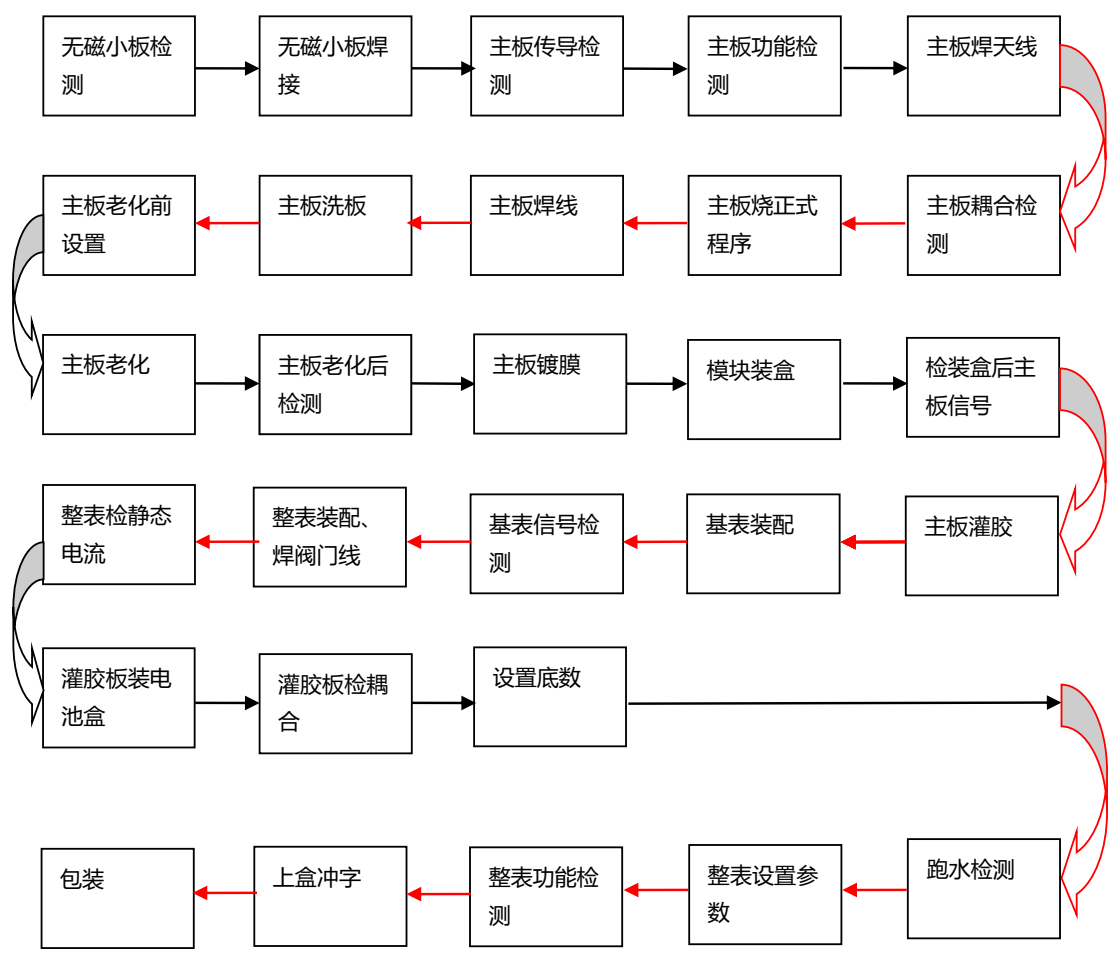 无磁小板检
测
无磁小板焊
接
主板传导检
测
主板功能检
测
主板焊天线
主板老化前
设置
主板洗板
主板焊线
主板烧正式
程序
主板耦合检
测
主板老化
主板老化后
检测
主板镀膜
模块装盒
检装盒后主
板信号
整表检静态
电流
整表装配、
焊阀门线
基表信号检
测
基表装配
主板灌胶
灌胶板装电
池盒
灌胶板检耦
合
设置底数
包装
上盒冲字
整表功能检
测
整表设置参
数
跑水检测